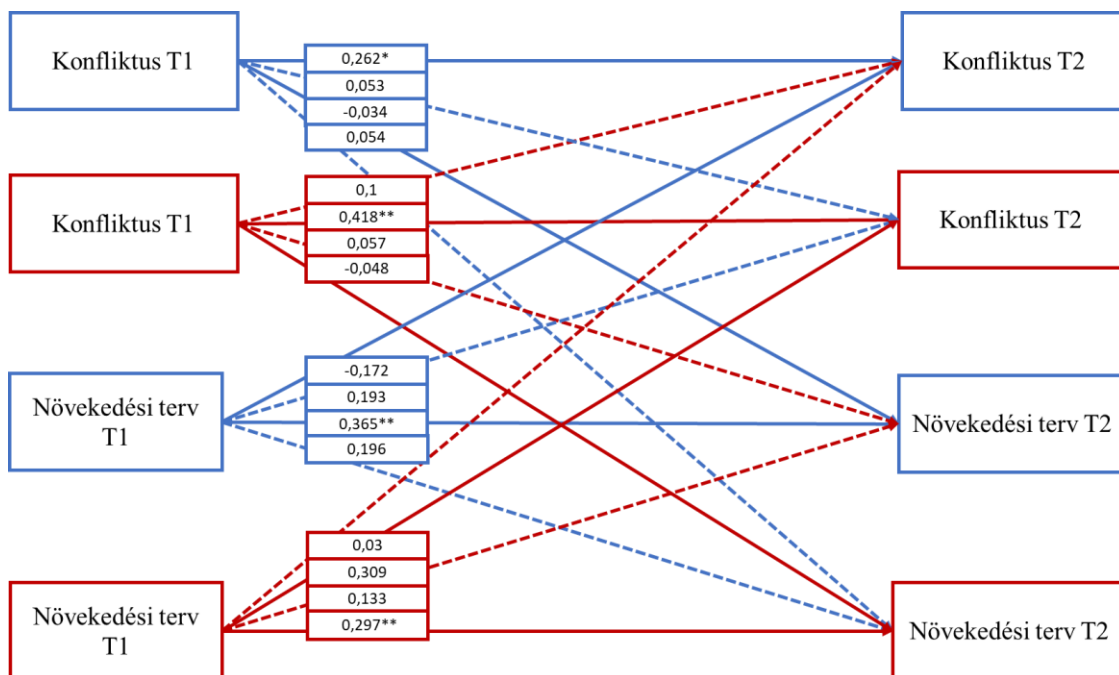 Konfliktus T1
0,262*
0,053
-0,034
0,054
Konfliktus T2
Konfliktus T1
0,1
0,418**
0,057
-0,048
Konfliktus T2
Növekedési terv
T1
-0,172
0,193
0,365**
0,196
Növekedési terv T2
Növekedési terv
T1
0,03
0,309
0,133
0,297**
Növekedési terv T2